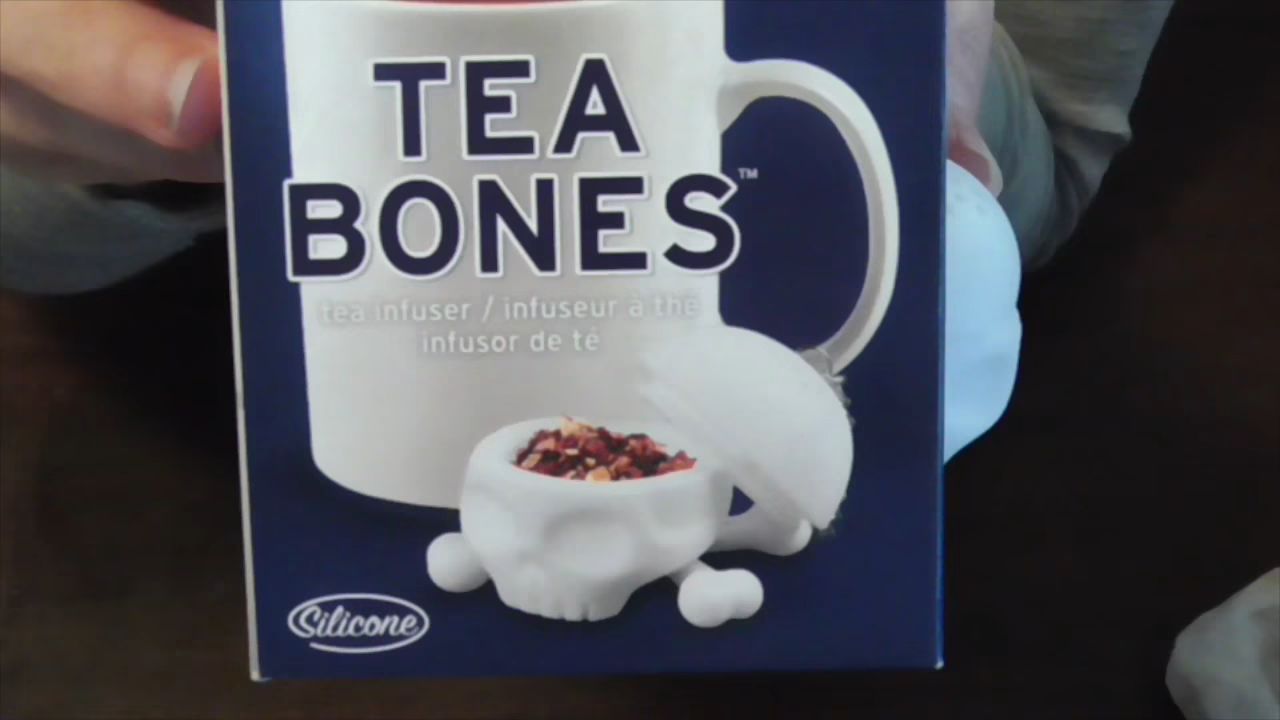 TEA
BONES™
tea infuser / infuseur à thé
infusor de té
Silicone